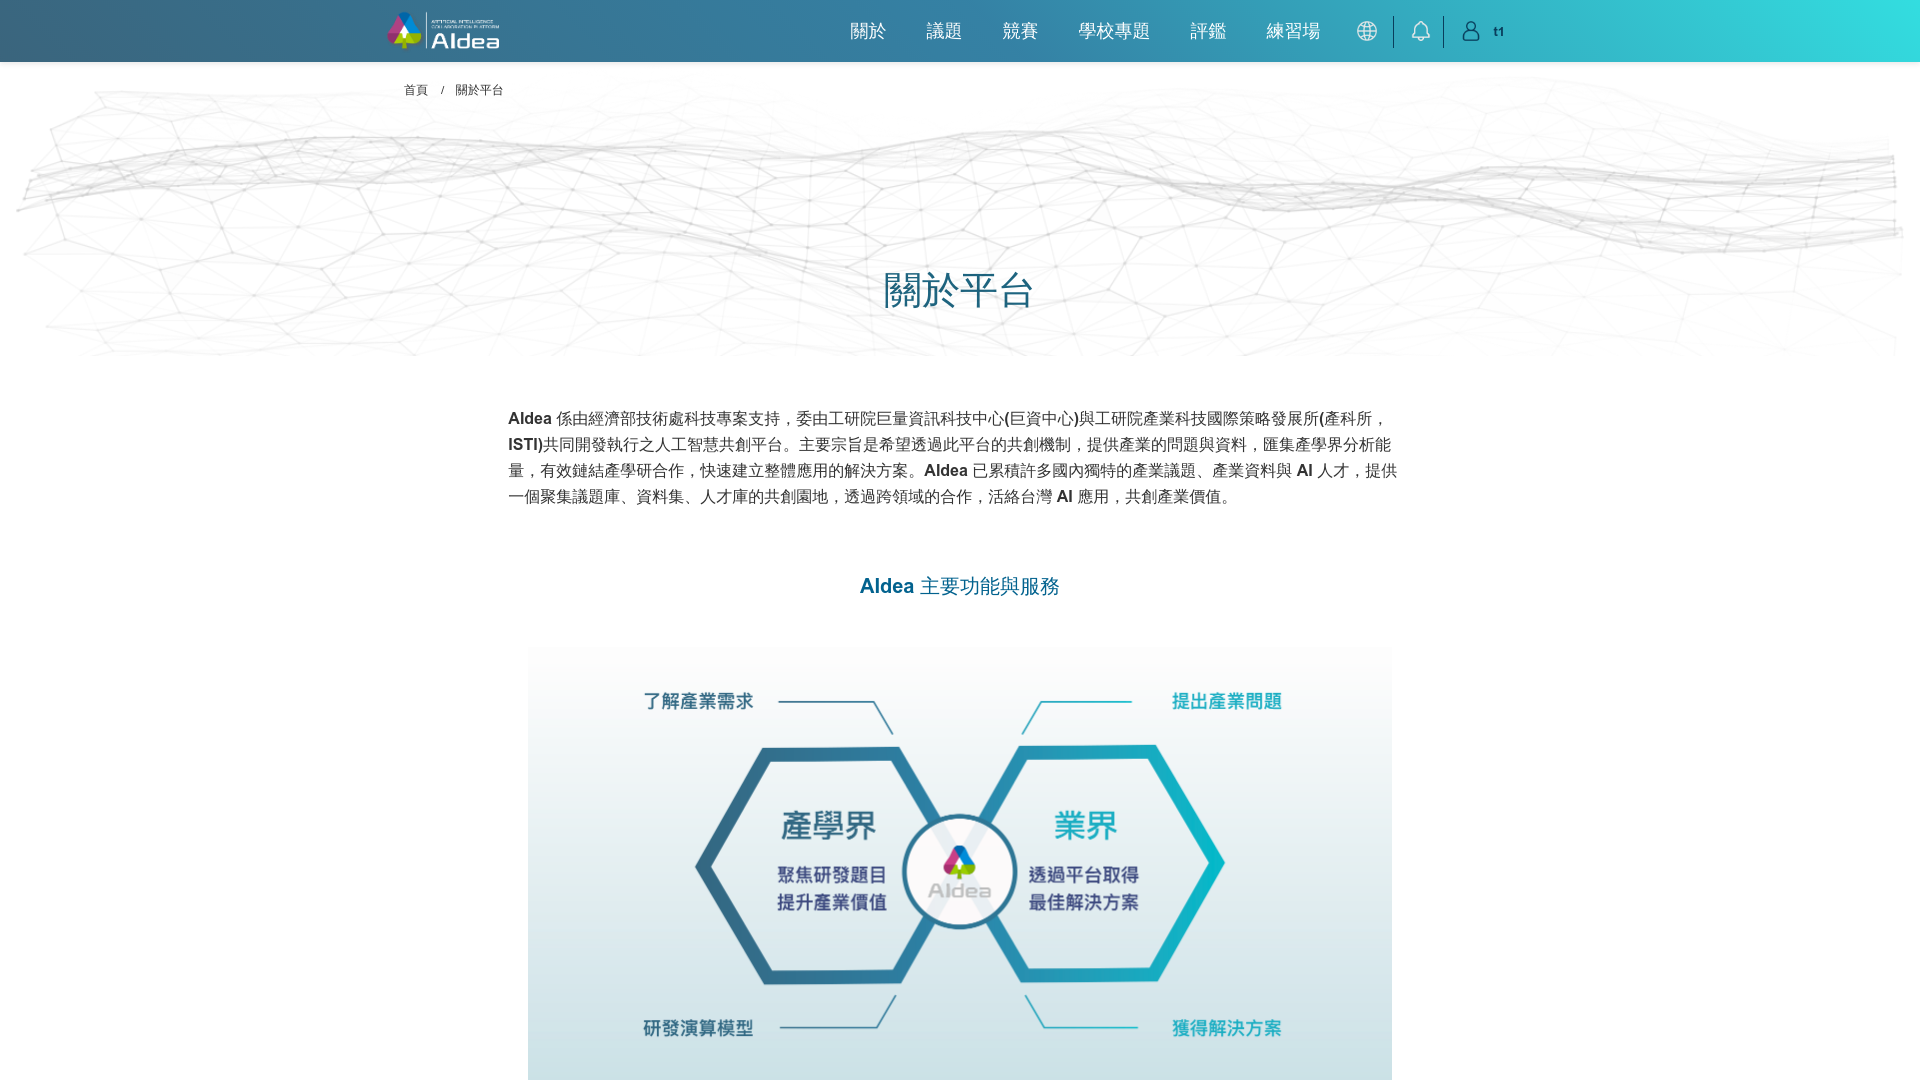 ARTIFICIAL INTELLIGENCE
COLLABORATION PLATFORM
AIdea
關於
議題
競賽
學校專題
評鑑
練習場
t1
首頁 / 關於平台
關於平台
AIdea 係由經濟部技術處科技專案支持，委由工研院巨量資訊科技中心(巨資中心)與工研院產業科技國際策略發展所(產科所，
ISTI)共同開發執行之人工智慧共創平台。主要宗旨是希望透過此平台的共創機制，提供產業的問題與資料，匯集產學界分析能
量，有效鏈結產學研合作，快速建立整體應用的解決方案。AIdea 已累積許多國內獨特的產業議題、產業資料與 AI 人才，提供
一個聚集議題庫、資料集、人才庫的共創園地，透過跨領域的合作，活絡台灣 AI 應用，共創產業價值。
AIdea 主要功能與服務
了解產業需求
提出產業問題
產學界
聚焦研發題目
提升產業價值
AIdea
業界
透過平台取得
最佳解決方案
研發演算模型
獲得解決方案